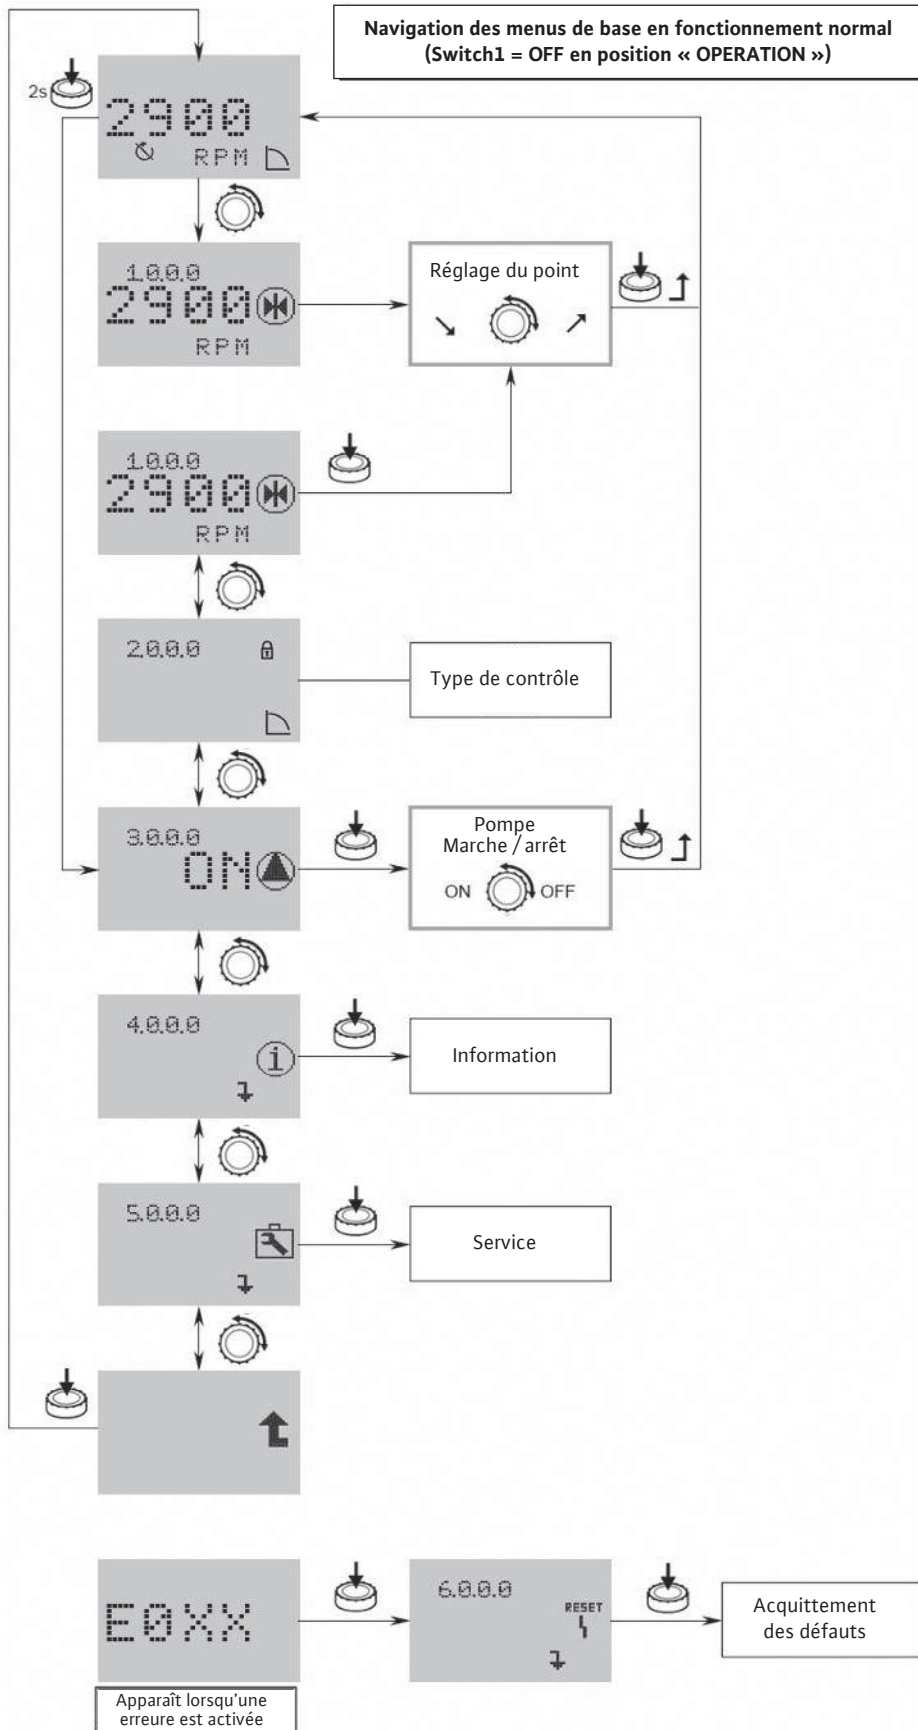 Navigation des menus de base en fonctionnement normal
(Switch1 = OFF en position « OPERATION »)
2s
2900
RPM
1.0.0.0
2900
RPM
Réglage du point
1.0.0.0
2900
RPM
2.0.0.0
Type de contrôle
3.0.0.0
ON
Pompe
Marche / arrêt
ON OFF
4.0.0.0
i
Information
5.0.0.0
Service
E0XX
6.0.0.0
RESET
Acquittement
des défauts
Apparaît lorsqu'une
erreure est activée